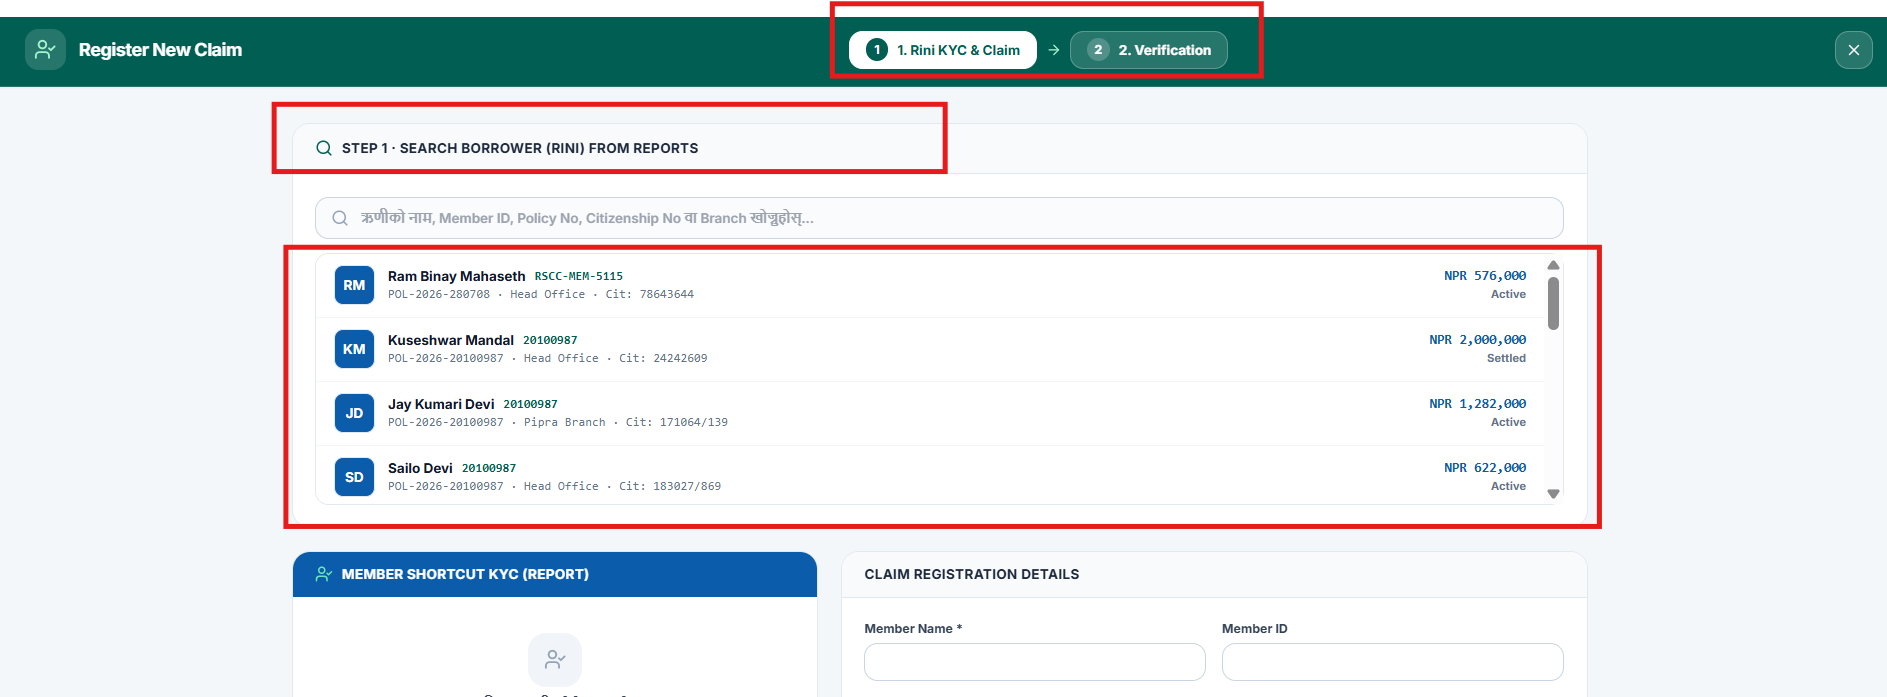 Register New Claim
1 1. Rini KYC & Claim → 2 2. Verification
STEP 1 · SEARCH BORROWER (RINI) FROM REPORTS
ऋणीको नाम, Member ID, Policy No, Citizenship No वा Branch खोज्नुहोस्...
RM Ram Binay Mahaseth RSCC-MEM-5115 NPR 576,000
POL-2026-280708 · Head Office · Cit: 78643644 Active
KM Kuseshwar Mandal 20100987 NPR 2,000,000
POL-2026-20100987 · Head Office · Cit: 24242609 Settled
JD Jay Kumari Devi 20100987 NPR 1,282,000
POL-2026-20100987 · Pipra Branch · Cit: 171064/139 Active
SD Sailo Devi 20100987 NPR 622,000
POL-2026-20100987 · Head Office · Cit: 183027/869 Active
MEMBER SHORTCUT KYC (REPORT)
CLAIM REGISTRATION DETAILS
Member Name * Member ID